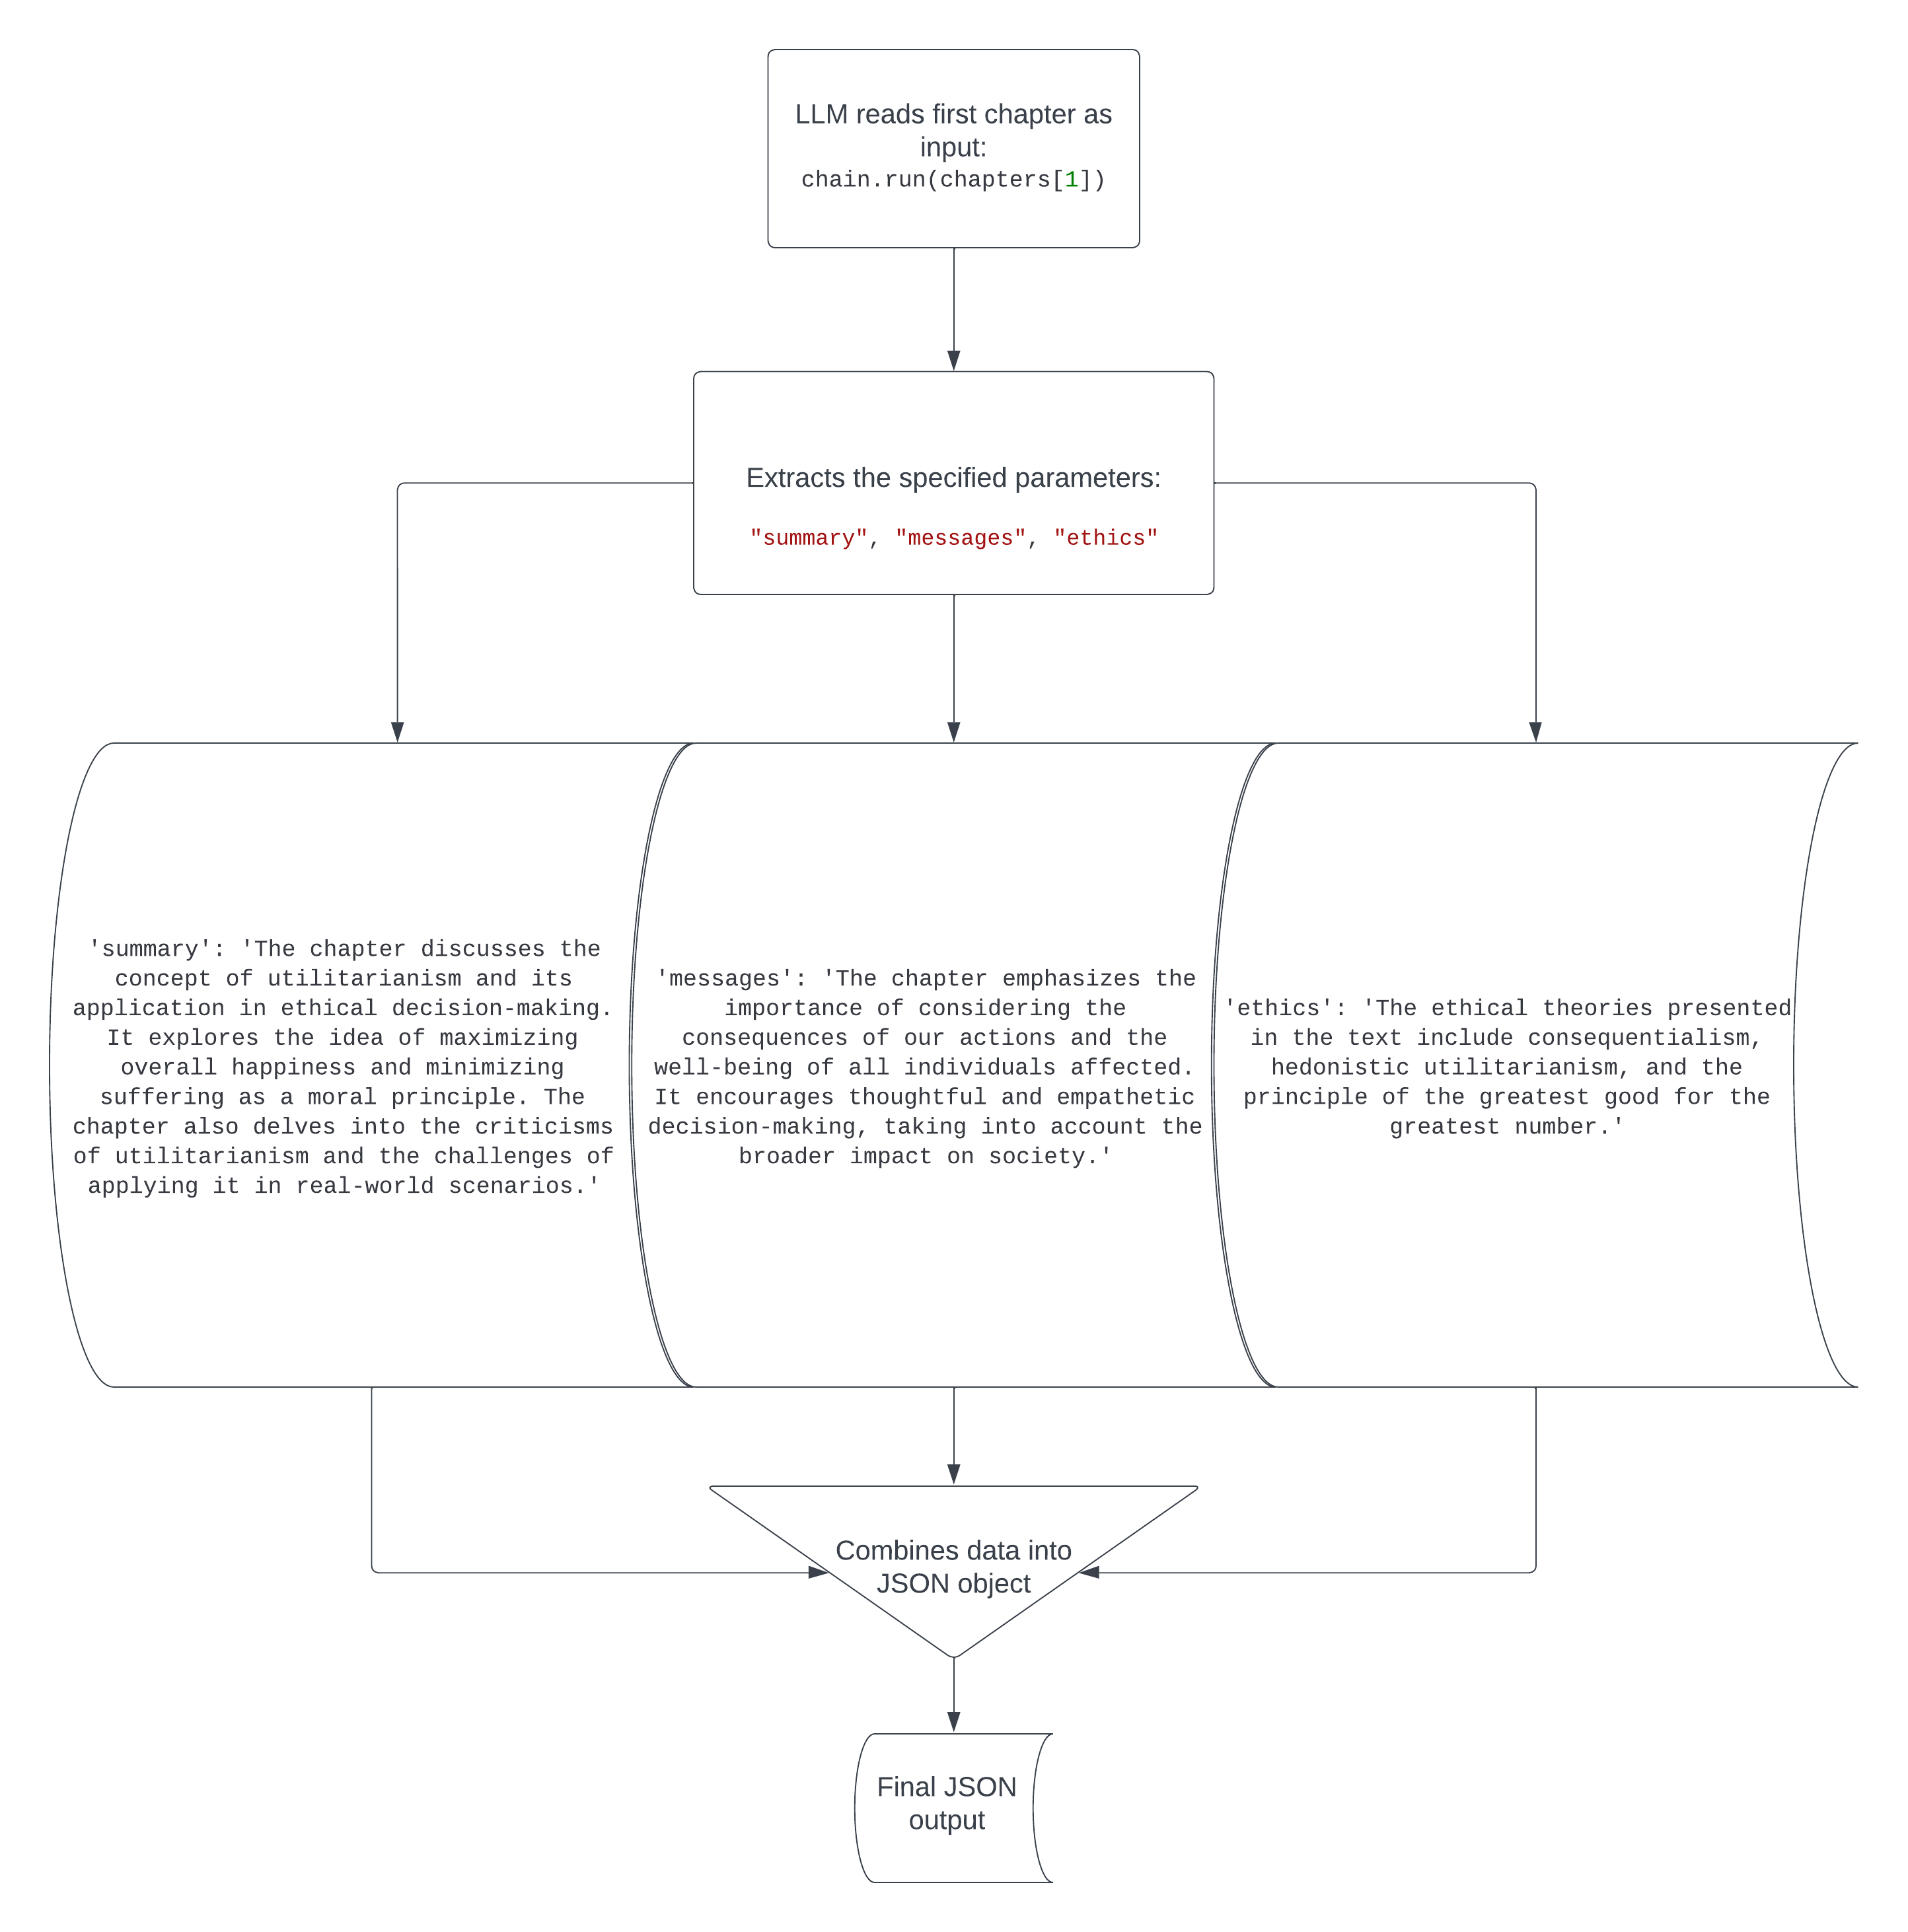 LLM reads first chapter as
input:
chain.run(chapters[1])
Extracts the specified parameters:
"summary", "messages", "ethics"
'summary': 'The chapter discusses the
concept of utilitarianism and its
application in ethical decision-making.
It explores the idea of maximizing
overall happiness and minimizing
suffering as a moral principle. The
chapter also delves into the criticisms
of utilitarianism and the challenges of
applying it in real-world scenarios.'
'messages': 'The chapter emphasizes the
importance of considering the
consequences of our actions and the
well-being of all individuals affected.
It encourages thoughtful and empathetic
decision-making, taking into account the
broader impact on society.'
'ethics': 'The ethical theories presented
in the text include consequentialism,
hedonistic utilitarianism, and the
principle of the greatest good for the
greatest number.'
Combines data into
JSON object
Final JSON
output